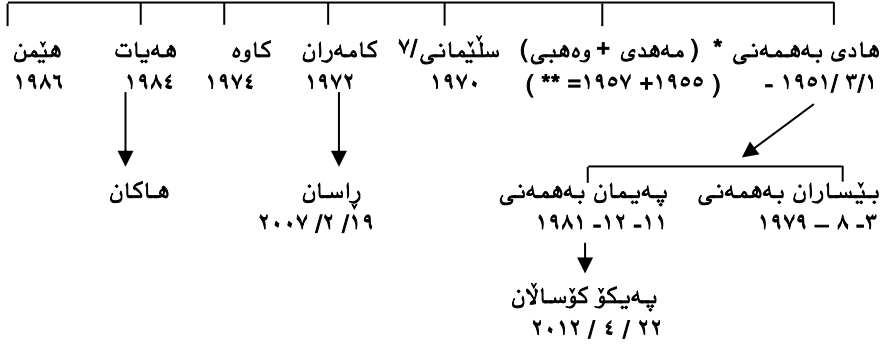 هادی بەهمەنی * ( مەهدی + وەهبی) سلێمانی/٧ کامەران کاوە هەیات هێمن
١٩٥١ /٣/١ - ( ١٩٥٥ +١٩٥٧ =** ) ١٩٧٠ ١٩٧٢ ١٩٧٤ ١٩٨٤ ١٩٨٦
بێساران بەهمەنی پەیمان بەهمەنی ڕاسان هاکان
٣- ٨ – ١٩٧٩ ١١- ١٢- ١٩٨١ ١٩/ ٢/ ٢٠٠٧
پەیکۆ کۆساڵان
٢٢ / ٤ / ٢٠١٢